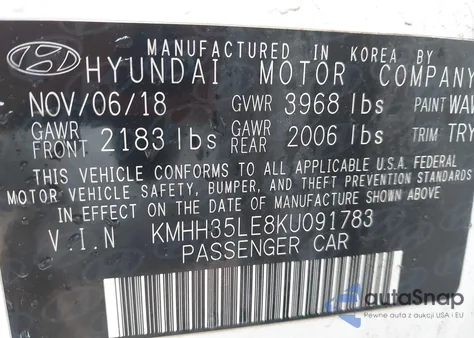 MANUFACTURED IN KOREA BY
HYUNDAI MOTOR COMPANY
NOV/06/18 GVWR 3968 lbs PAINT WAW
GAWR FRONT 2183 lbs GAWR REAR 2006 lbs TRIM TRY
THIS VEHICLE CONFORMS TO ALL APPLICABLE U.S.A. FEDERAL
MOTOR VEHICLE SAFETY, BUMPER, AND THEFT PREVENTION STANDARDS
IN EFFECT ON THE DATE OF MANUFACTURE SHOWN ABOVE.
V.I.N KMHH35LE8KU091783
PASSENGER CAR
autoSnap
Pewne auta z aukcji USA i EU